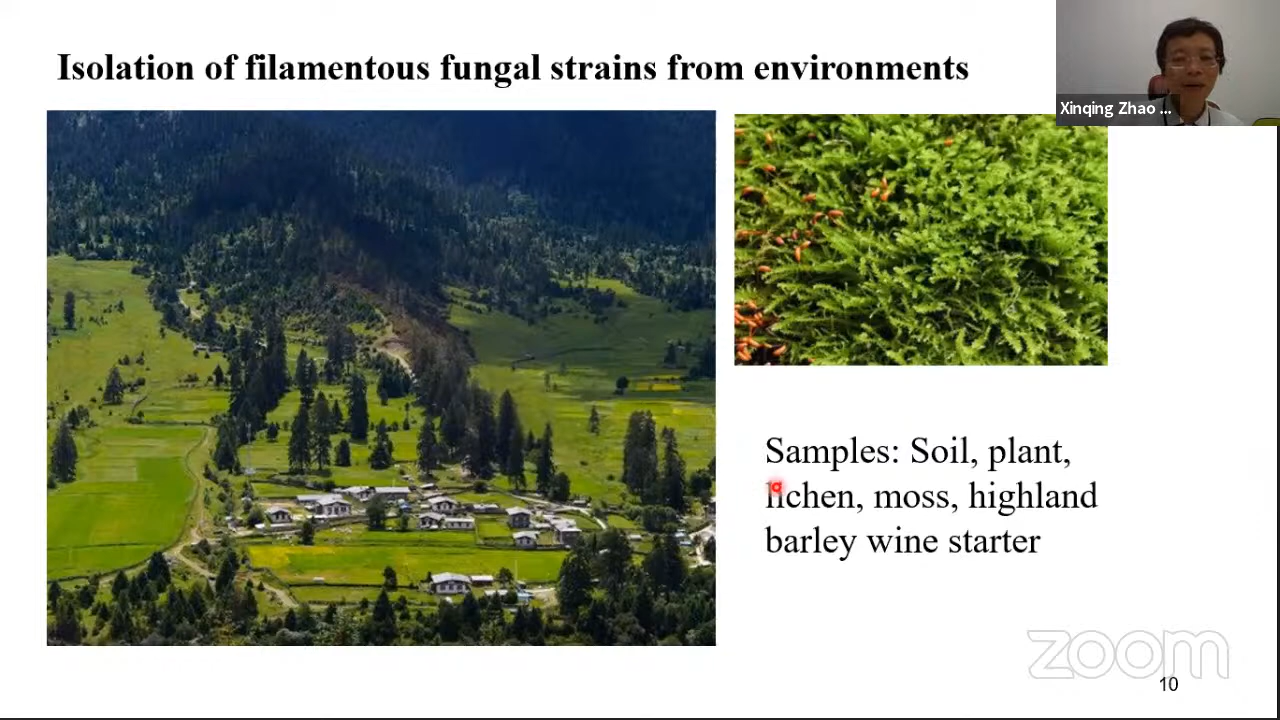 Isolation of filamentous fungal strains from environments
Xinqing Zhao ...
Samples: Soil, plant,
lichen, moss, highland
barley wine starter
zoom
10